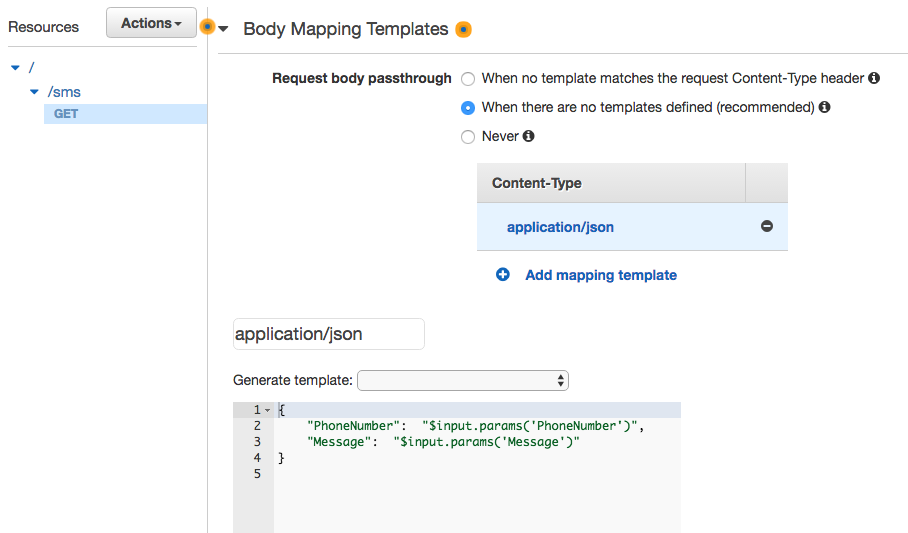 Resources
Actions
/
/sms
GET
Body Mapping Templates
Request body passthrough
When no template matches the request Content-Type header
When there are no templates defined (recommended)
Never
Content-Type
application/json
Add mapping template
application/json
Generate template:
1 {
2 "PhoneNumber": "$input.params('PhoneNumber')",
3 "Message": "$input.params('Message')"
4 }
5